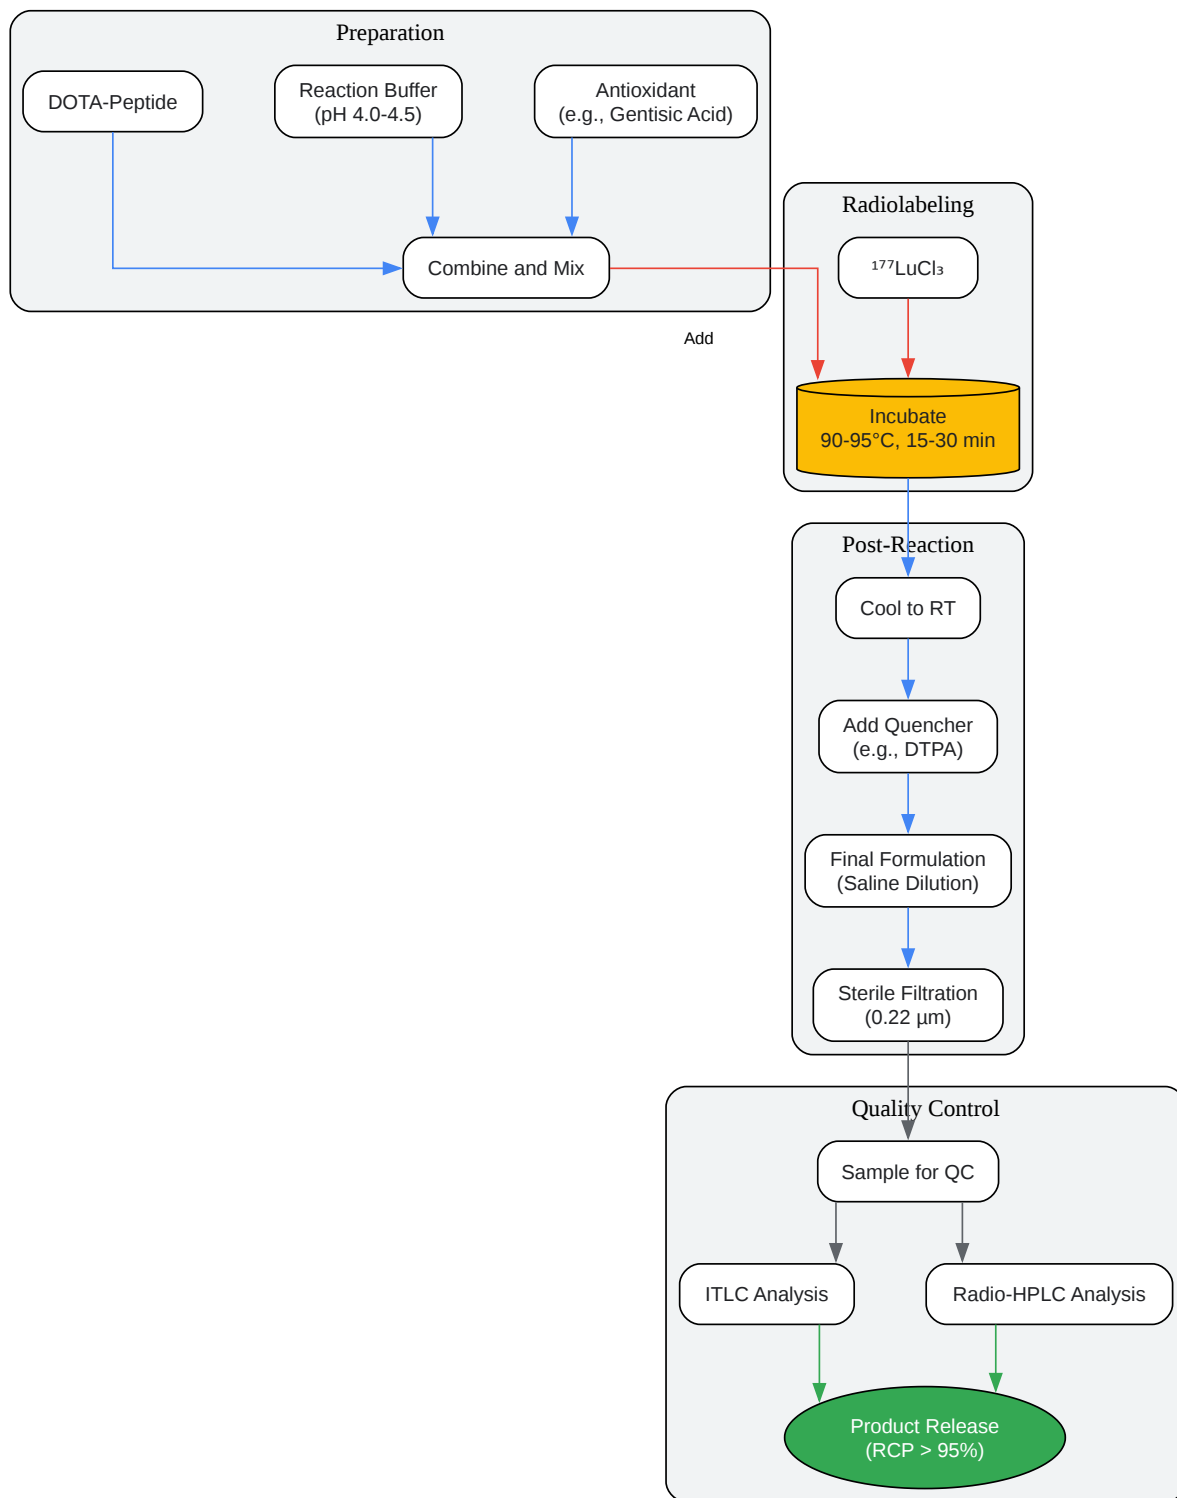 Preparation
DOTA-Peptide
Reaction Buffer
(pH 4.0-4.5)
Antioxidant
(e.g., Gentisic Acid)
Combine and Mix
Add
Radiolabeling
¹⁷⁷LuCl₃
Incubate
90-95°C, 15-30 min
Post-Reaction
Cool to RT
Add Quencher
(e.g., DTPA)
Final Formulation
(Saline Dilution)
Sterile Filtration
(0.22 µm)
Quality Control
Sample for QC
ITLC Analysis
Radio-HPLC Analysis
Product Release
(RCP > 95%)